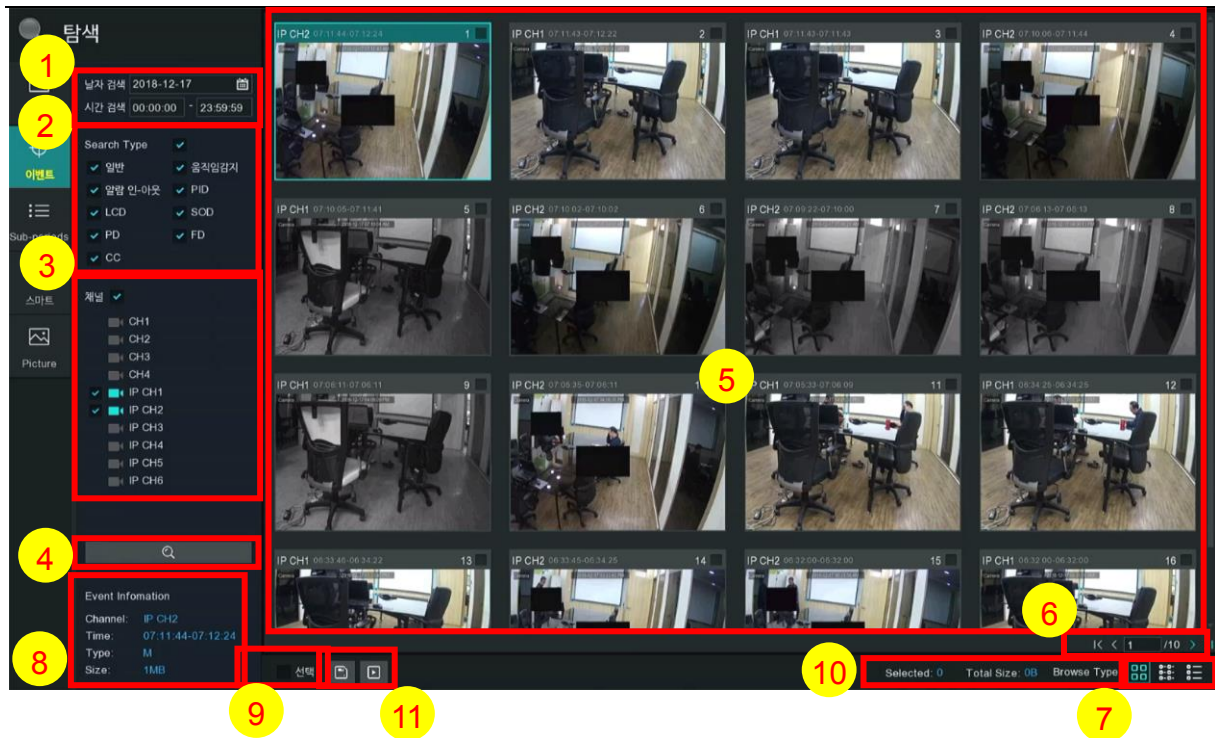 탐색
1
날자 검색 2018-12-17
시간 검색 00:00:00 - 23:59:59
2
Search Type
일반 움직임감지
알람 인-아웃 PID
LCD SOD
PD FD
CC
이벤트
Sub-periods
3
스마트
Picture
채널
CH1
CH2
CH3
CH4
IP CH1
IP CH2
IP CH3
IP CH4
IP CH5
IP CH6
4
Event Infomation
Channel: IP CH2
Time: 07:11:44-07:12:24
Type: M
Size: 1MB
8
IP CH2 07:11:44-07:12:24 1
IP CH1 07:11:43-07:12:22 2
IP CH1 07:11:43-07:11:43 3
IP CH2 07:10:06-07:11:44 4
IP CH1 07:10:05-07:11:41 5
IP CH2 07:10:02-07:10:02 6
IP CH2 07:09:22-07:10:00 7
IP CH2 07:06:13-07:06:13 8
5
IP CH1 07:06:11-07:06:11 9
IP CH2 07:05:35-07:06:11
IP CH1 07:05:33-07:06:09 11
IP CH1 06:34:25-06:34:25 12
IP CH1 06:33:45-06:34:22 13
IP CH2 06:33:45-06:34:25 14
IP CH2 06:32:00-06:32:00 15
IP CH1 06:32:00-06:32:00 16
6
1 /10
선택
9
11
10
Selected: 0 Total Size: 0B Browse Type
7